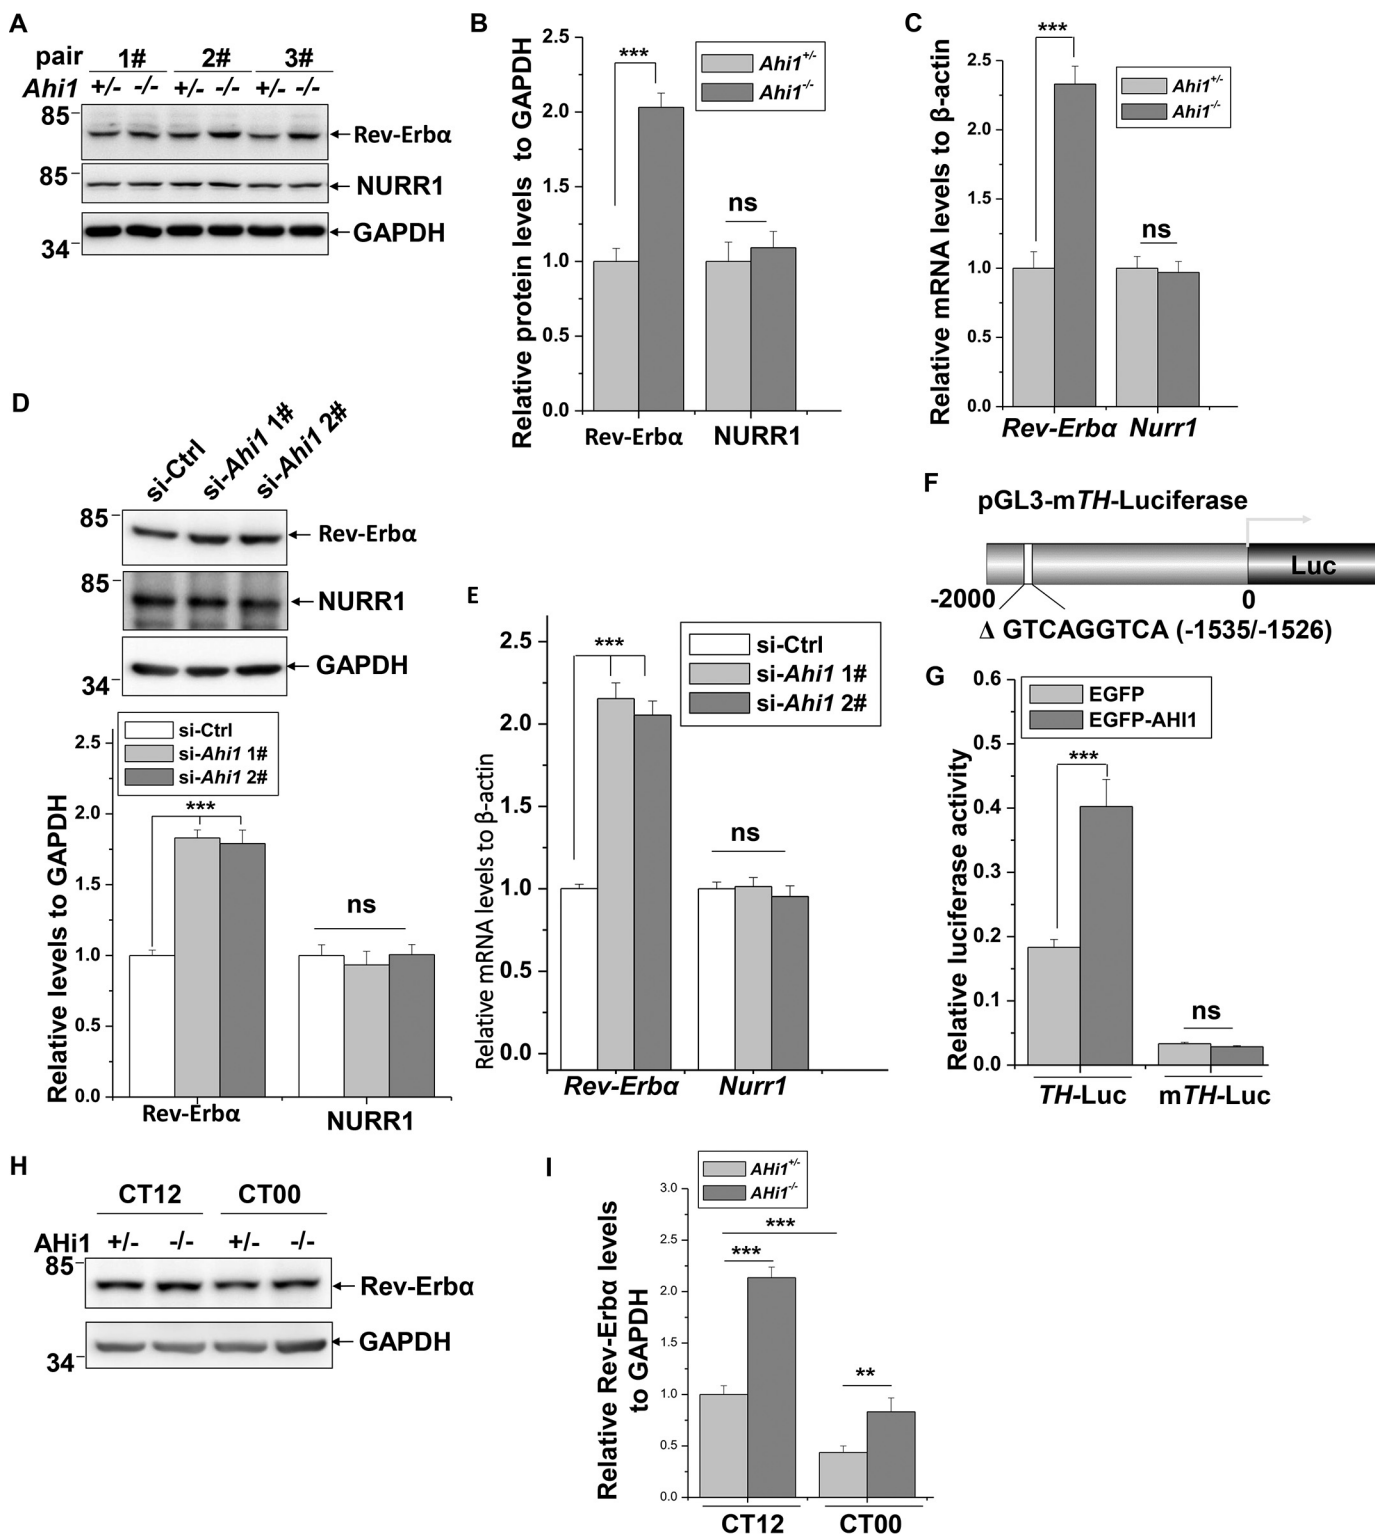 A
pair 1# 2# 3#
Ahi1 +/- -/- +/- -/- +/- -/-
85
Rev-Erbα
85
NURR1
GAPDH
34
B
Relative protein levels to GAPDH
2.5
2.0
1.5
1.0
0.5
0.0
***
ns
Ahi1+/-
Ahi1-/-
Rev-Erbα NURR1
C
Relative mRNA levels to β-actin
2.5
2.0
1.5
1.0
0.5
0.0
***
ns
Ahi1+/-
Ahi1-/-
Rev-Erbα Nurr1
D
si-Ctrl
si-Ahi1 1#
si-Ahi1 2#
85
Rev-Erbα
85
NURR1
GAPDH
34
si-Ctrl
si-Ahi1 1#
si-Ahi1 2#
Relative levels to GAPDH
2.5
2.0
1.5
1.0
0.5
0.0
***
ns
Rev-Erbα NURR1
E
Relative mRNA levels to β-actin
2.5
2.0
1.5
1.0
0.5
0.0
***
ns
si-Ctrl
si-Ahi1 1#
si-Ahi1 2#
Rev-Erbα Nurr1
F
pGL3-mTH-Luciferase
Luc
-2000 0
Δ GTCAGGTCA (-1535/-1526)
G
Relative luciferase activity
0.6
0.5
0.4
0.3
0.2
0.1
0.0
EGFP
EGFP-AHI1
***
ns
TH-Luc mTH-Luc
H
CT12 CT00
AHi1 +/- -/- +/- -/-
85
Rev-Erbα
GAPDH
34
I
Relative Rev-Erbα levels
to GAPDH
AHi1+/-
AHi1-/-
3.0
2.5
2.0
1.5
1.0
0.5
0.0
***
***
**
CT12 CT00